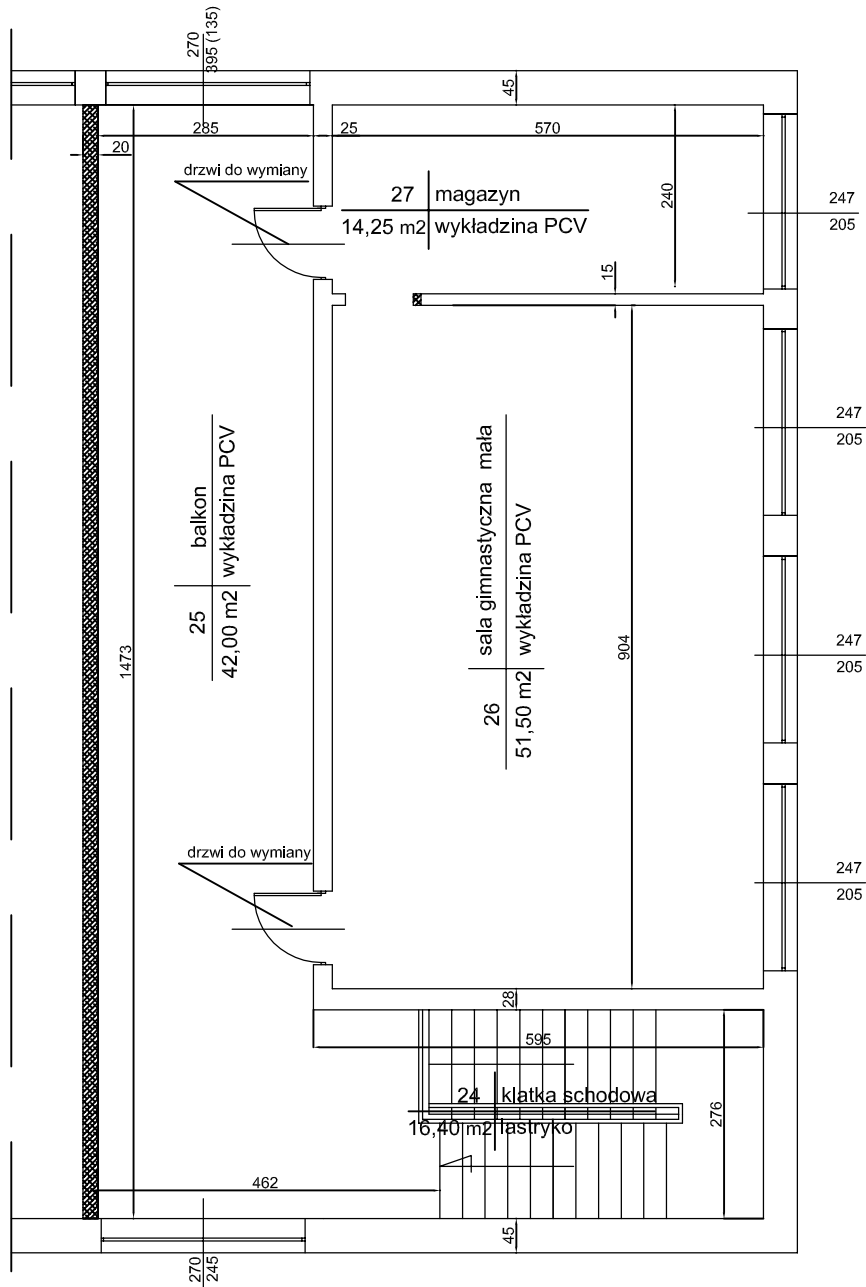 270
395 (135)
45
285
25
570
20
drzwi do wymiany
27 magazyn
14,25 m2 wykładzina PCV
240
247
205
15
247
205
25 balkon
42,00 m2 wykładzina PCV
26 sala gimnastyczna mała
51,50 m2 wykładzina PCV
1473
904
247
205
drzwi do wymiany
247
205
28
595
24 klatka schodowa
16,40 m2 lastryko
276
462
45
270
245